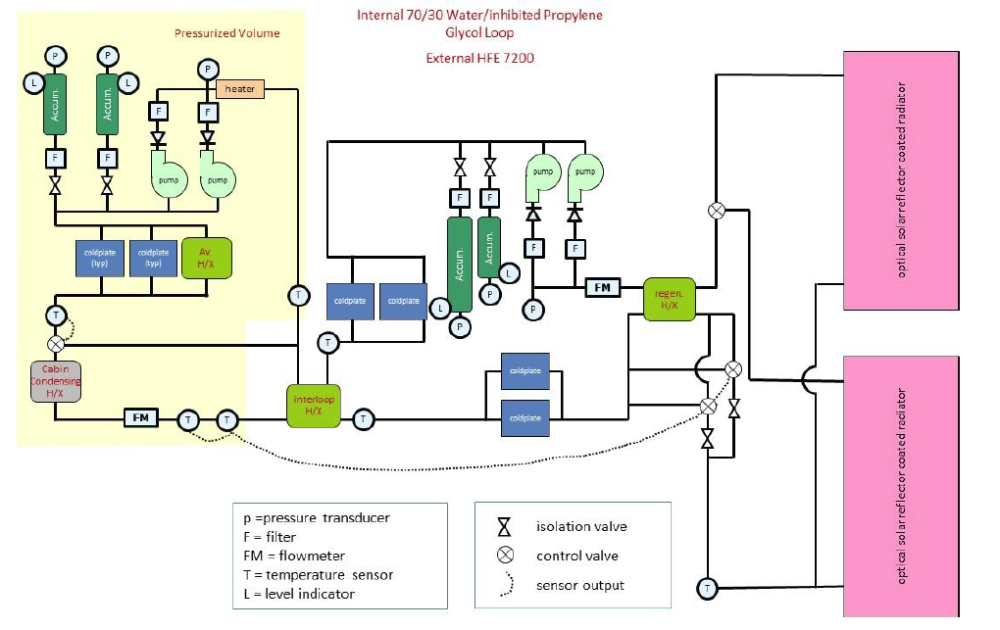 Internal 70/30 Water/inhibited Propylene
Glycol Loop
External HFE 7200
Pressurized Volume
P
P
P
L
L
heater
Accum.
Accum.
F
F
F
F
pump
pump
coldplate
(typ)
coldplate
(typ)
Av.
H/X
T
T
Cabin
Condensing
H/X
FM
T
T
interloop
H/X
T
T
coldplate
coldplate
F
F
Accum.
Accum.
L
L
P
P
pump
pump
F
F
P
FM
regen.
H/X
coldplate
coldplate
optical solar reflector coated radiator
optical solar reflector coated radiator
T
p =pressure transducer
F = filter
FM = flowmeter
T = temperature sensor
L = level indicator
isolation valve
control valve
sensor output